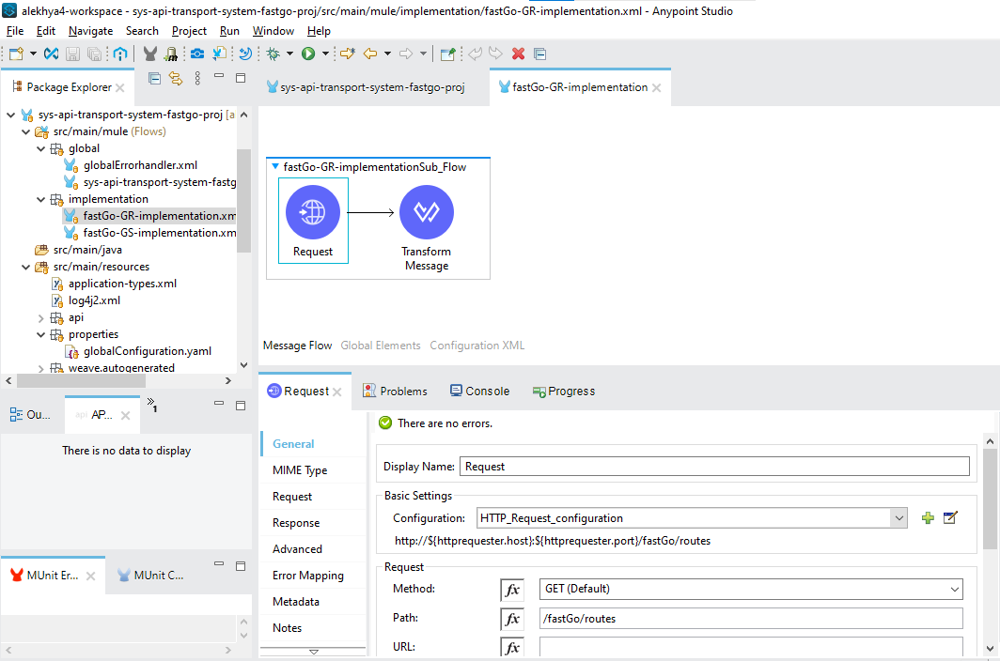 alekhya4-workspace - sys-api-transport-system-fastgo-proj/src/main/mule/implementation/fastGo-GR-implementation.xml - Anypoint Studio
File Edit Navigate Search Project Run Window Help
Package Explorer
sys-api-transport-system-fastgo-proj
fastGo-GR-implementation
sys-api-transport-system-fastgo-proj [a
src/main/mule (Flows)
global
globalErrorhandler.xml
sys-api-transport-system-fastg
implementation
fastGo-GR-implementation.xm
fastGo-GS-implementation.xm
src/main/java
src/main/resources
application-types.xml
log4j2.xml
api
properties
globalConfiguration.yaml
weave.autogenerated
fastGo-GR-implementationSub_Flow
Request
Transform
Message
Message Flow Global Elements Configuration XML
Ou...
api AP...
1
There is no data to display
MUnit Er...
MUnit C...
Request
Problems
Console
Progress
There are no errors.
General
MIME Type
Request
Response
Advanced
Error Mapping
Metadata
Notes
Display Name: Request
Basic Settings
Configuration: HTTP_Request_configuration
http://${httprequester.host}:${httprequester.port}/fastGo/routes
Request
Method: fx GET (Default)
Path: fx /fastGo/routes
URL: fx